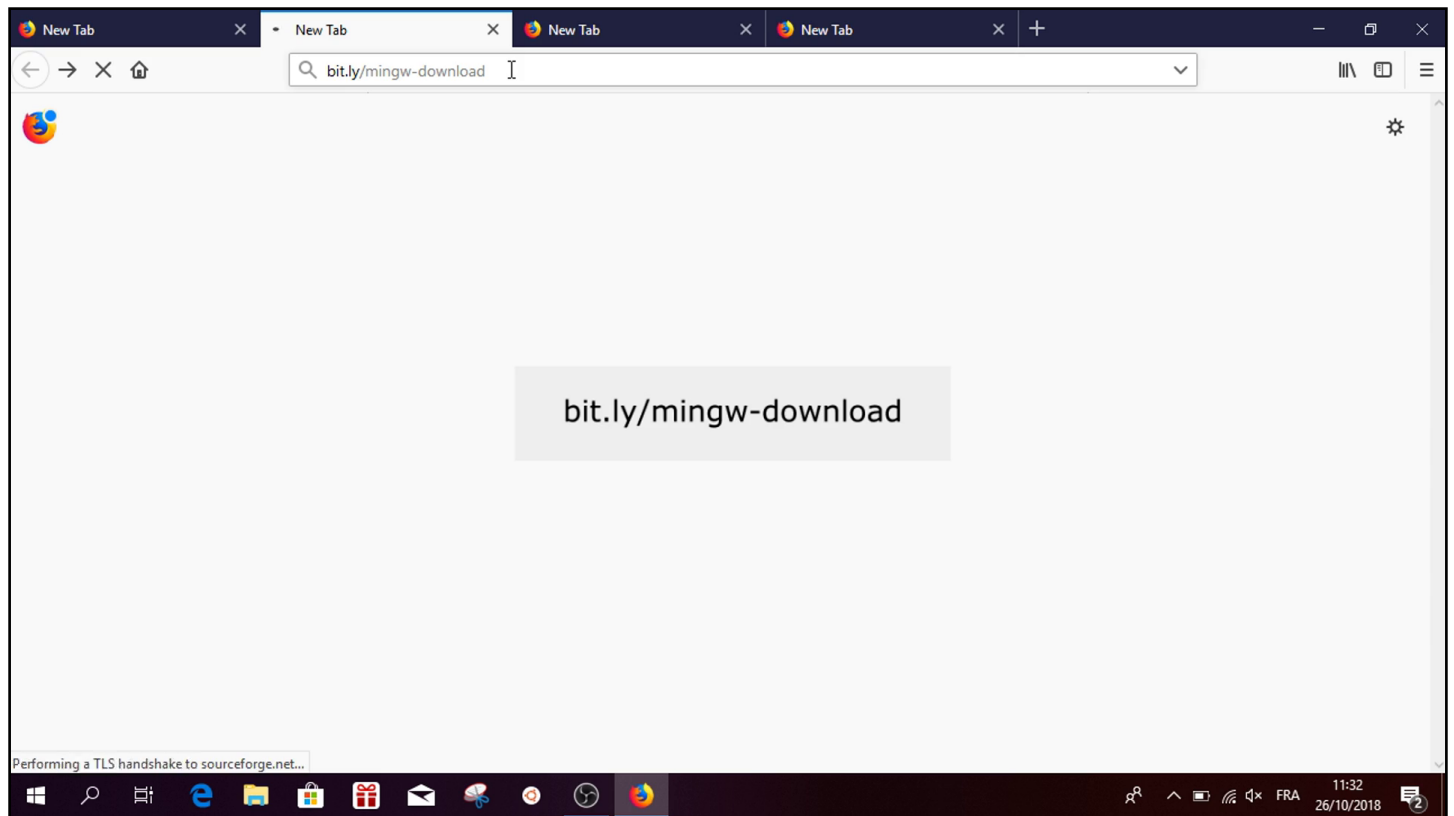 New Tab
New Tab
New Tab
New Tab
bit.ly/mingw-download
bit.ly/mingw-download
Performing a TLS handshake to sourceforge.net...
FRA
11:32
26/10/2018
2